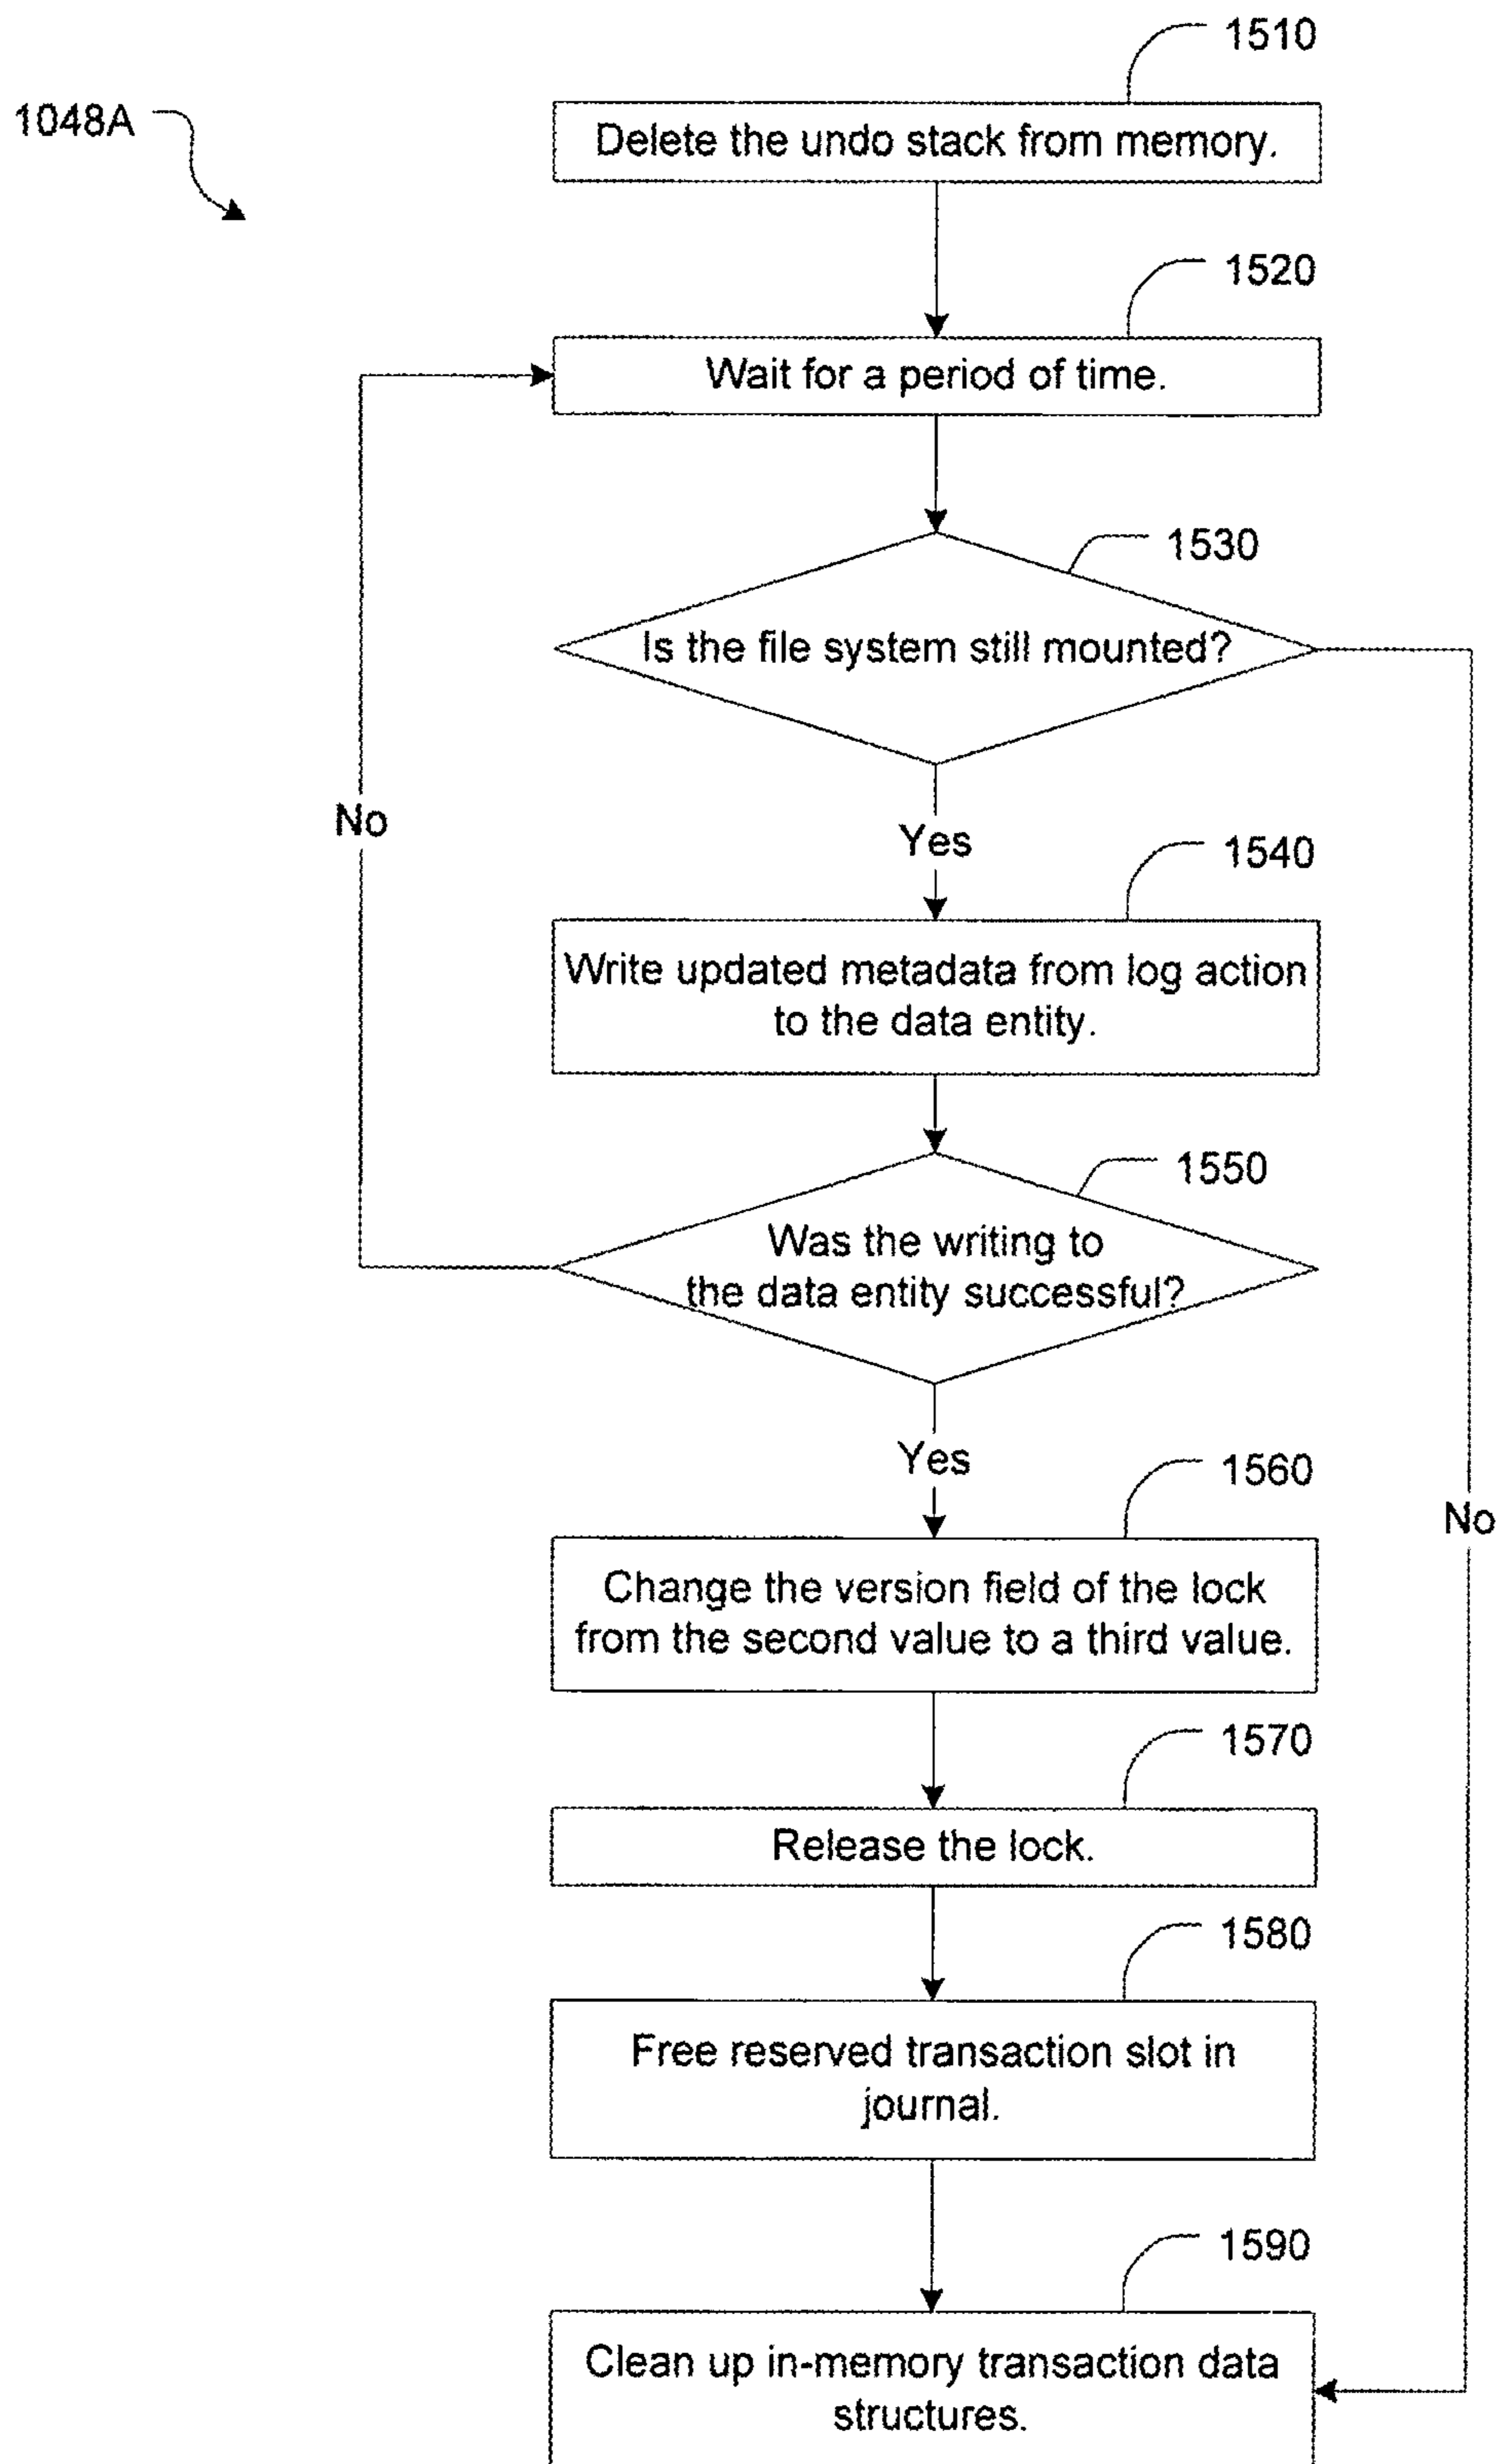 1510
1048A
Delete the undo stack from memory.
1520
Wait for a period of time.
1530
Is the file system still mounted?
No
Yes
1540
Write updated metadata from log action
to the data entity.
1550
Was the writing to
the data entity successful?
Yes
1560
No
Change the version field of the lock
from the second value to a third value.
1570
Release the lock.
1580
Free reserved transaction slot in
journal.
1590
Clean up in-memory transaction data
structures.